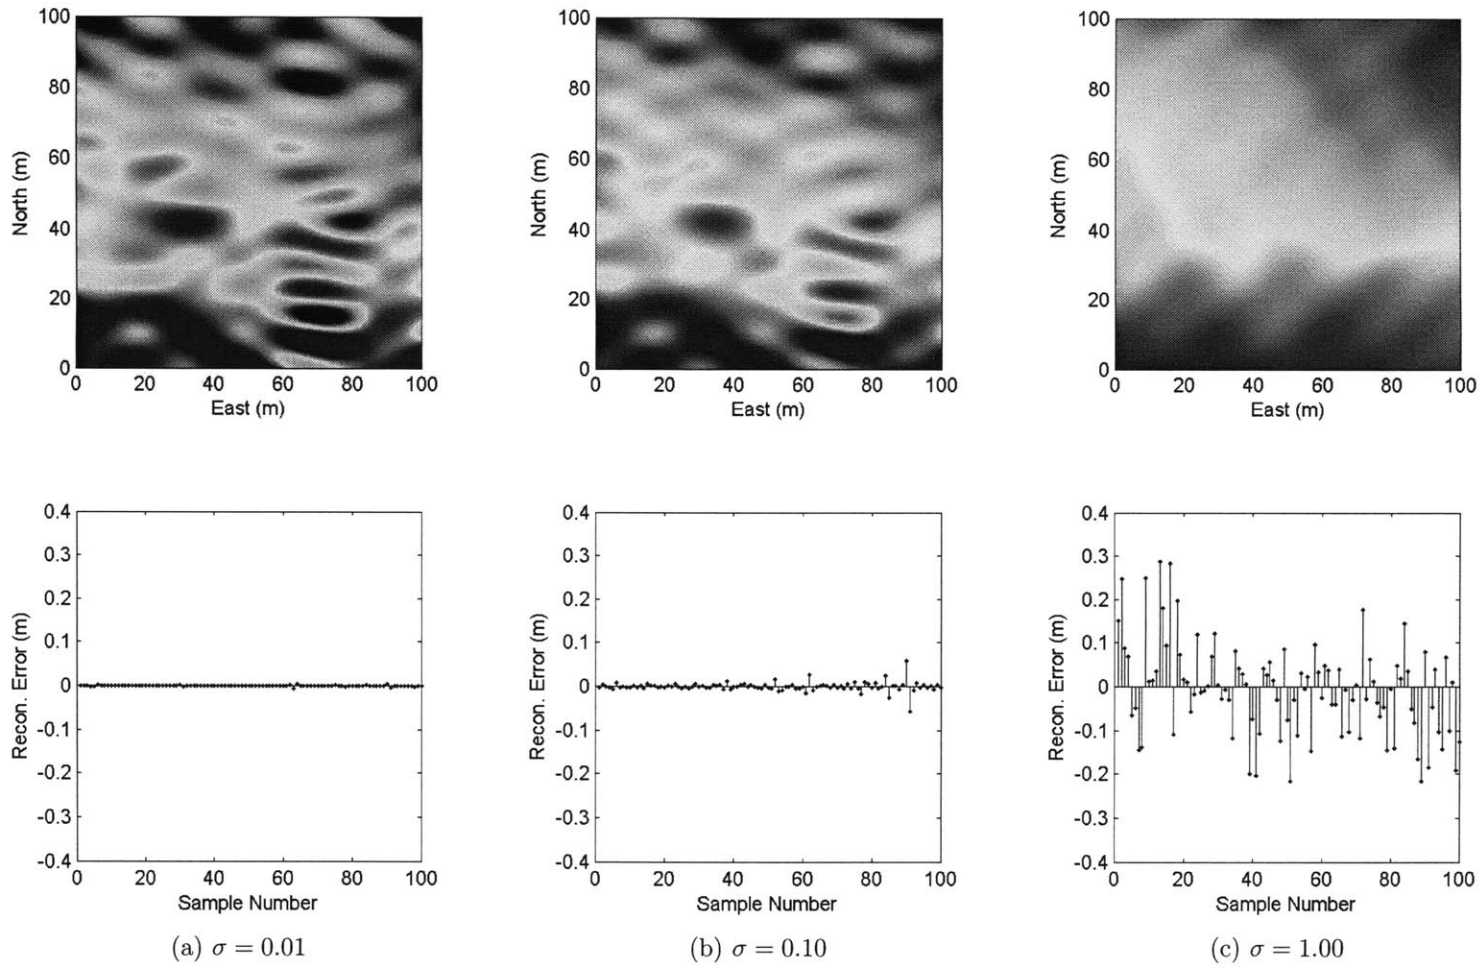 100
80
60
40
20
0
North (m)
0 20 40 60 80 100
East (m)
100
80
60
40
20
0
North (m)
0 20 40 60 80 100
East (m)
100
80
60
40
20
0
North (m)
0 20 40 60 80 100
East (m)
0.4
0.3
0.2
0.1
0
-0.1
-0.2
-0.3
-0.4
Recon. Error (m)
0 20 40 60 80 100
Sample Number
(a) σ = 0.01
0.4
0.3
0.2
0.1
0
-0.1
-0.2
-0.3
-0.4
Recon. Error (m)
0 20 40 60 80 100
Sample Number
(b) σ = 0.10
0.4
0.3
0.2
0.1
0
-0.1
-0.2
-0.3
-0.4
Recon. Error (m)
0 20 40 60 80 100
Sample Number
(c) σ = 1.00